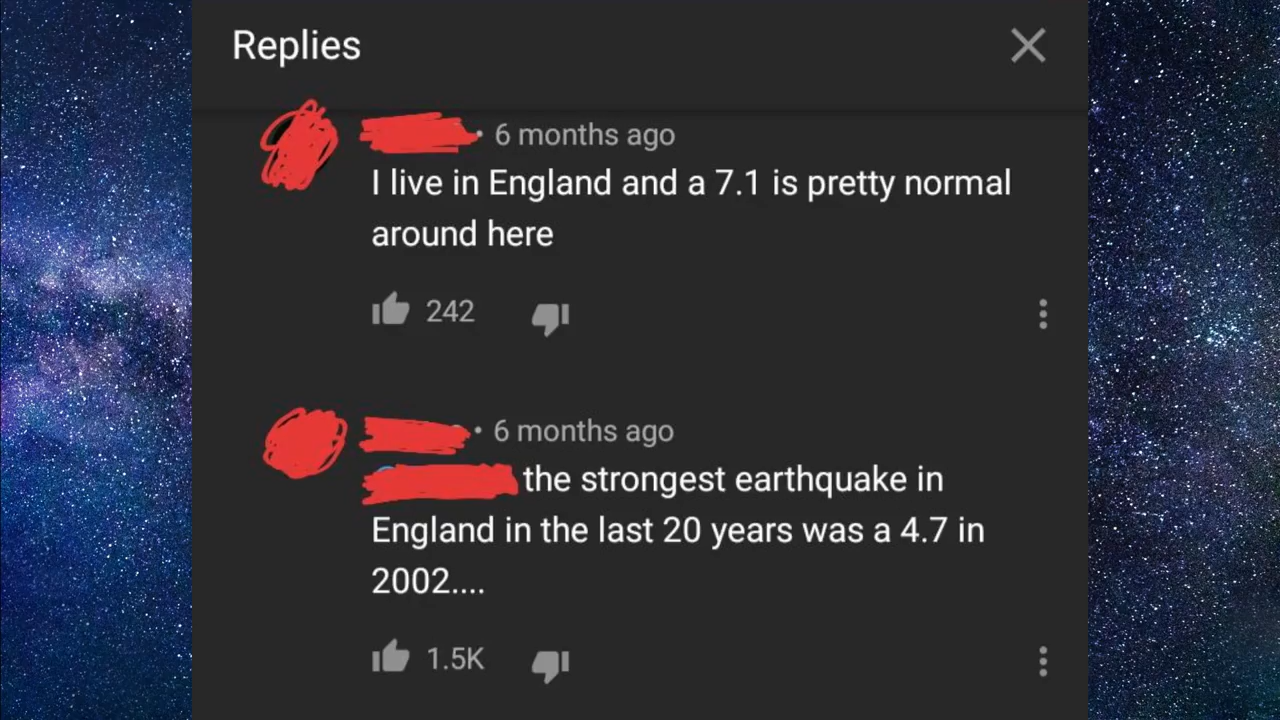 Replies
• 6 months ago
I live in England and a 7.1 is pretty normal
around here
242
• 6 months ago
the strongest earthquake in
England in the last 20 years was a 4.7 in
2002....
1.5K